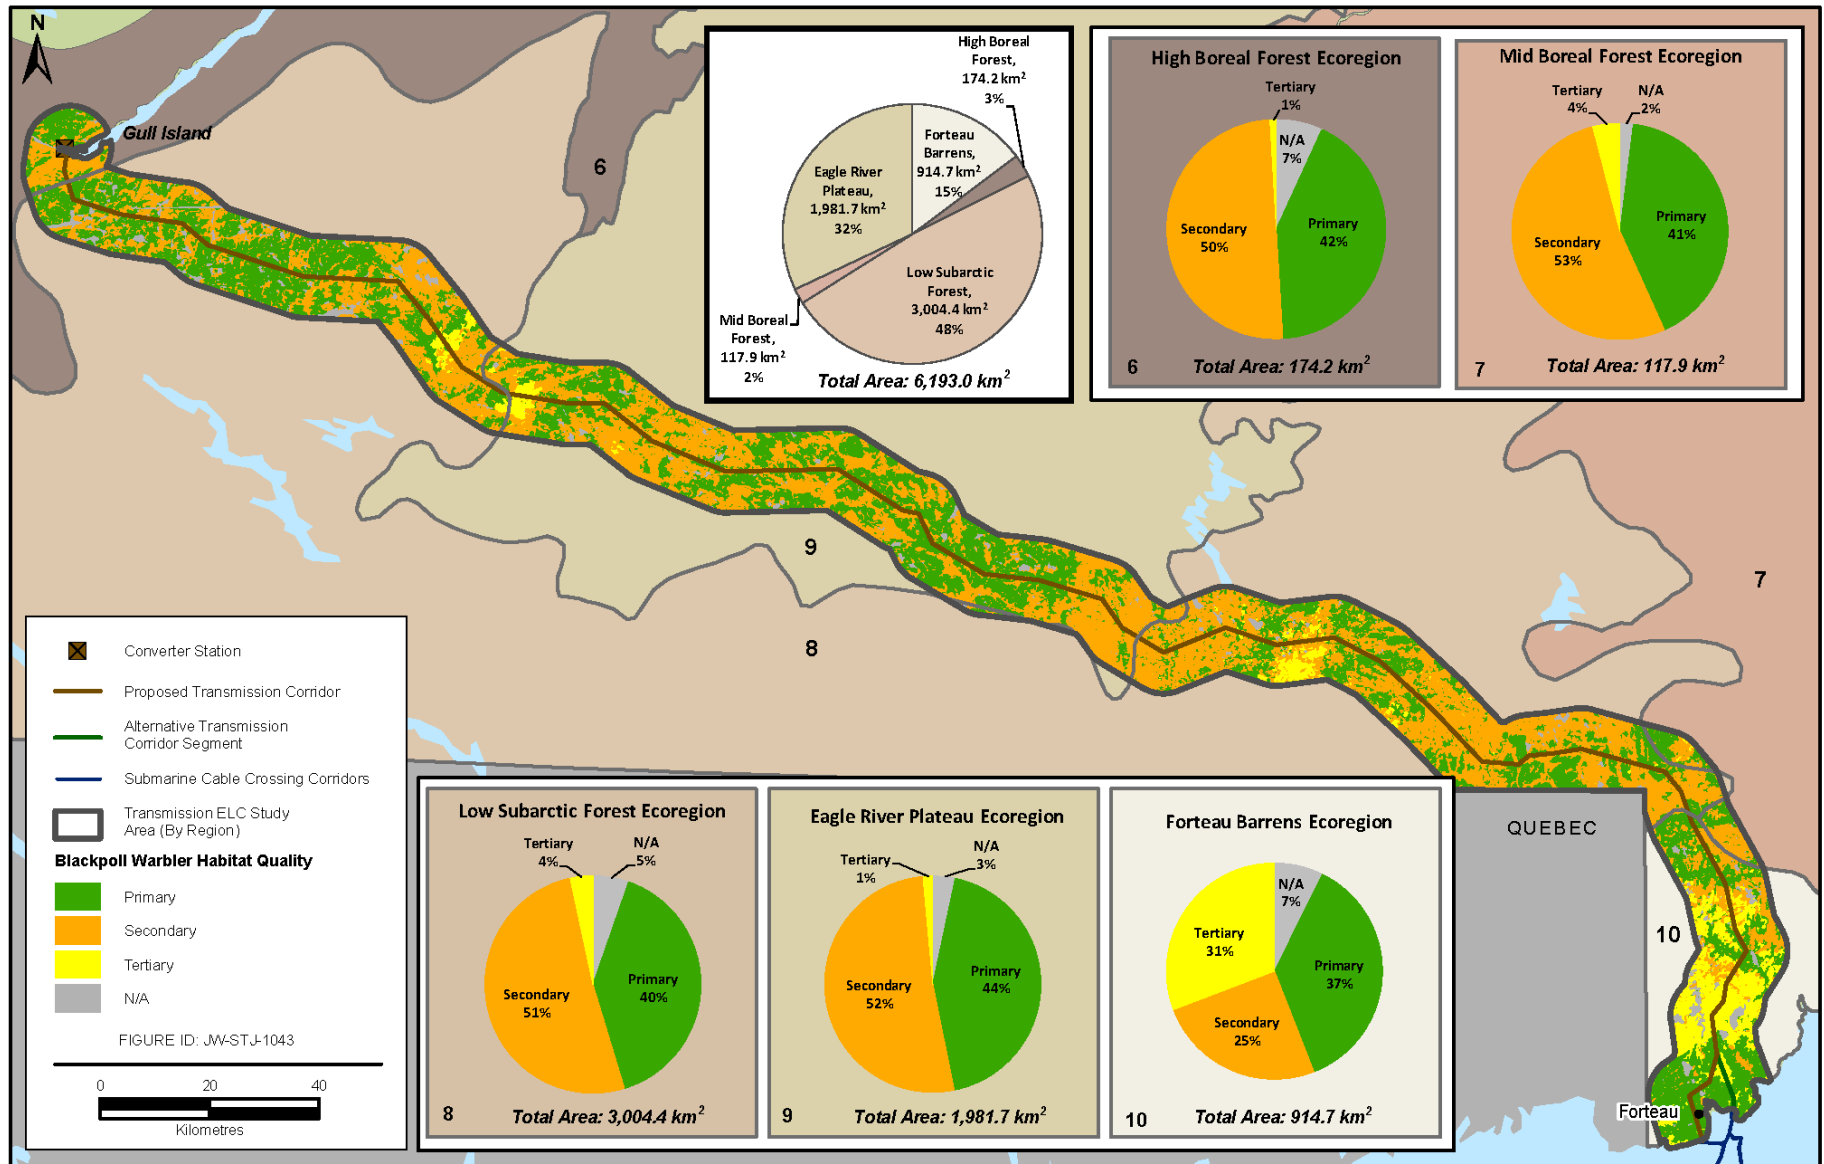 N
Gull Island
6
High Boreal
Forest,
174.2 km²
3%
Forteau
Barrens,
914.7 km²
15%
Eagle River
Plateau,
1,981.7 km²
32%
Low Subarctic
Forest,
3,004.4 km²
48%
Mid Boreal
Forest,
117.9 km²
2%
Total Area: 6,193.0 km²
High Boreal Forest Ecoregion
Tertiary
1%
N/A
7%
Secondary
50%
Primary
42%
6
Total Area: 174.2 km²
Mid Boreal Forest Ecoregion
Tertiary
4%
N/A
2%
Primary
41%
Secondary
53%
7
Total Area: 117.9 km²
9
7
8
Converter Station
Proposed Transmission Corridor
Alternative Transmission
Corridor Segment
Submarine Cable Crossing Corridors
Transmission ELC Study
Area (By Region)
Blackpoll Warbler Habitat Quality
Primary
Secondary
Tertiary
N/A
FIGURE ID: JW-STJ-1043
0 20 40
Kilometres
Low Subarctic Forest Ecoregion
Tertiary
4%
N/A
5%
Secondary
51%
Primary
40%
8
Total Area: 3,004.4 km²
Eagle River Plateau Ecoregion
Tertiary
1%
N/A
3%
Secondary
52%
Primary
44%
9
Total Area: 1,981.7 km²
Forteau Barrens Ecoregion
N/A
7%
Tertiary
31%
Primary
37%
Secondary
25%
10
Total Area: 914.7 km²
QUEBEC
10
Forteau